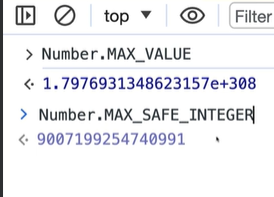 top Filter
Number.MAX_VALUE
1.7976931348623157e+308
Number.MAX_SAFE_INTEGER
9007199254740991